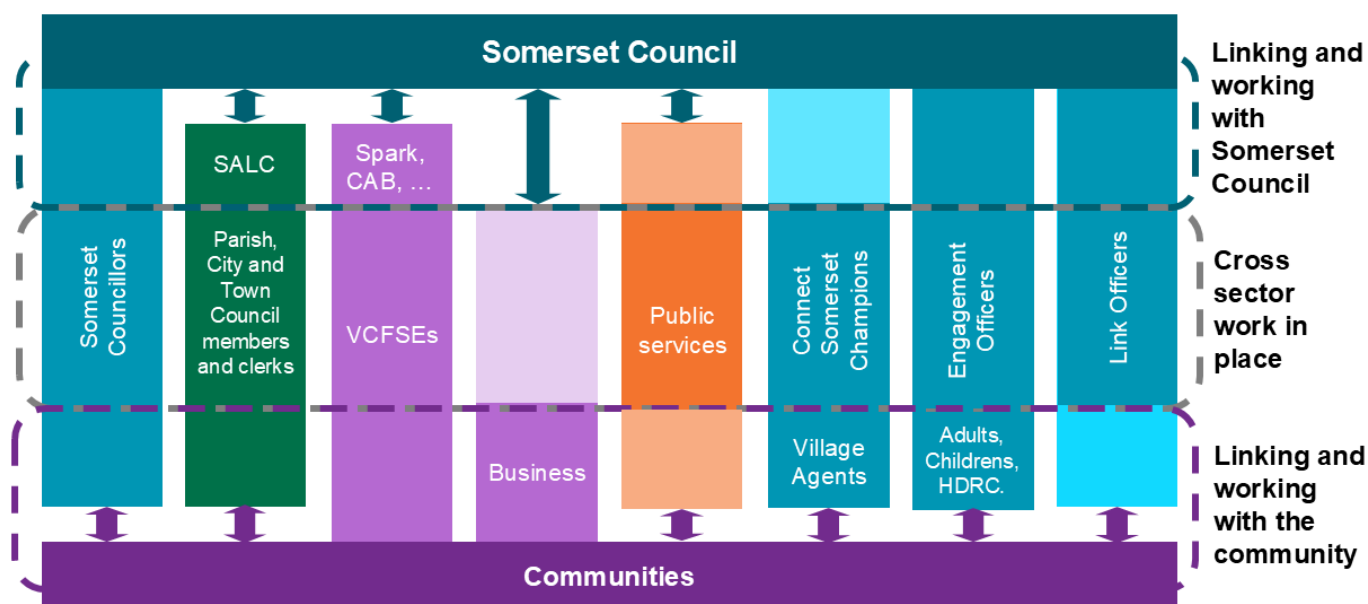 Somerset Council
Linking and
working
with
Somerset
Council
SALC
Spark,
CAB, …
Somerset
Councillors
Parish,
City and
Town
Council
members
and clerks
VCFSEs
Public
services
Connect
Somerset
Champions
Engagement
Officers
Link Officers
Cross
sector
work in
place
Business
Village
Agents
Adults,
Childrens,
HDRC.
Linking and
working
with the
community
Communities